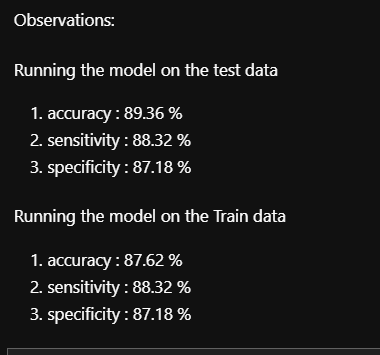 Observations:
Running the model on the test data
1. accuracy : 89.36 %
2. sensitivity : 88.32 %
3. specificity : 87.18 %
Running the model on the Train data
1. accuracy : 87.62 %
2. sensitivity : 88.32 %
3. specificity : 87.18 %